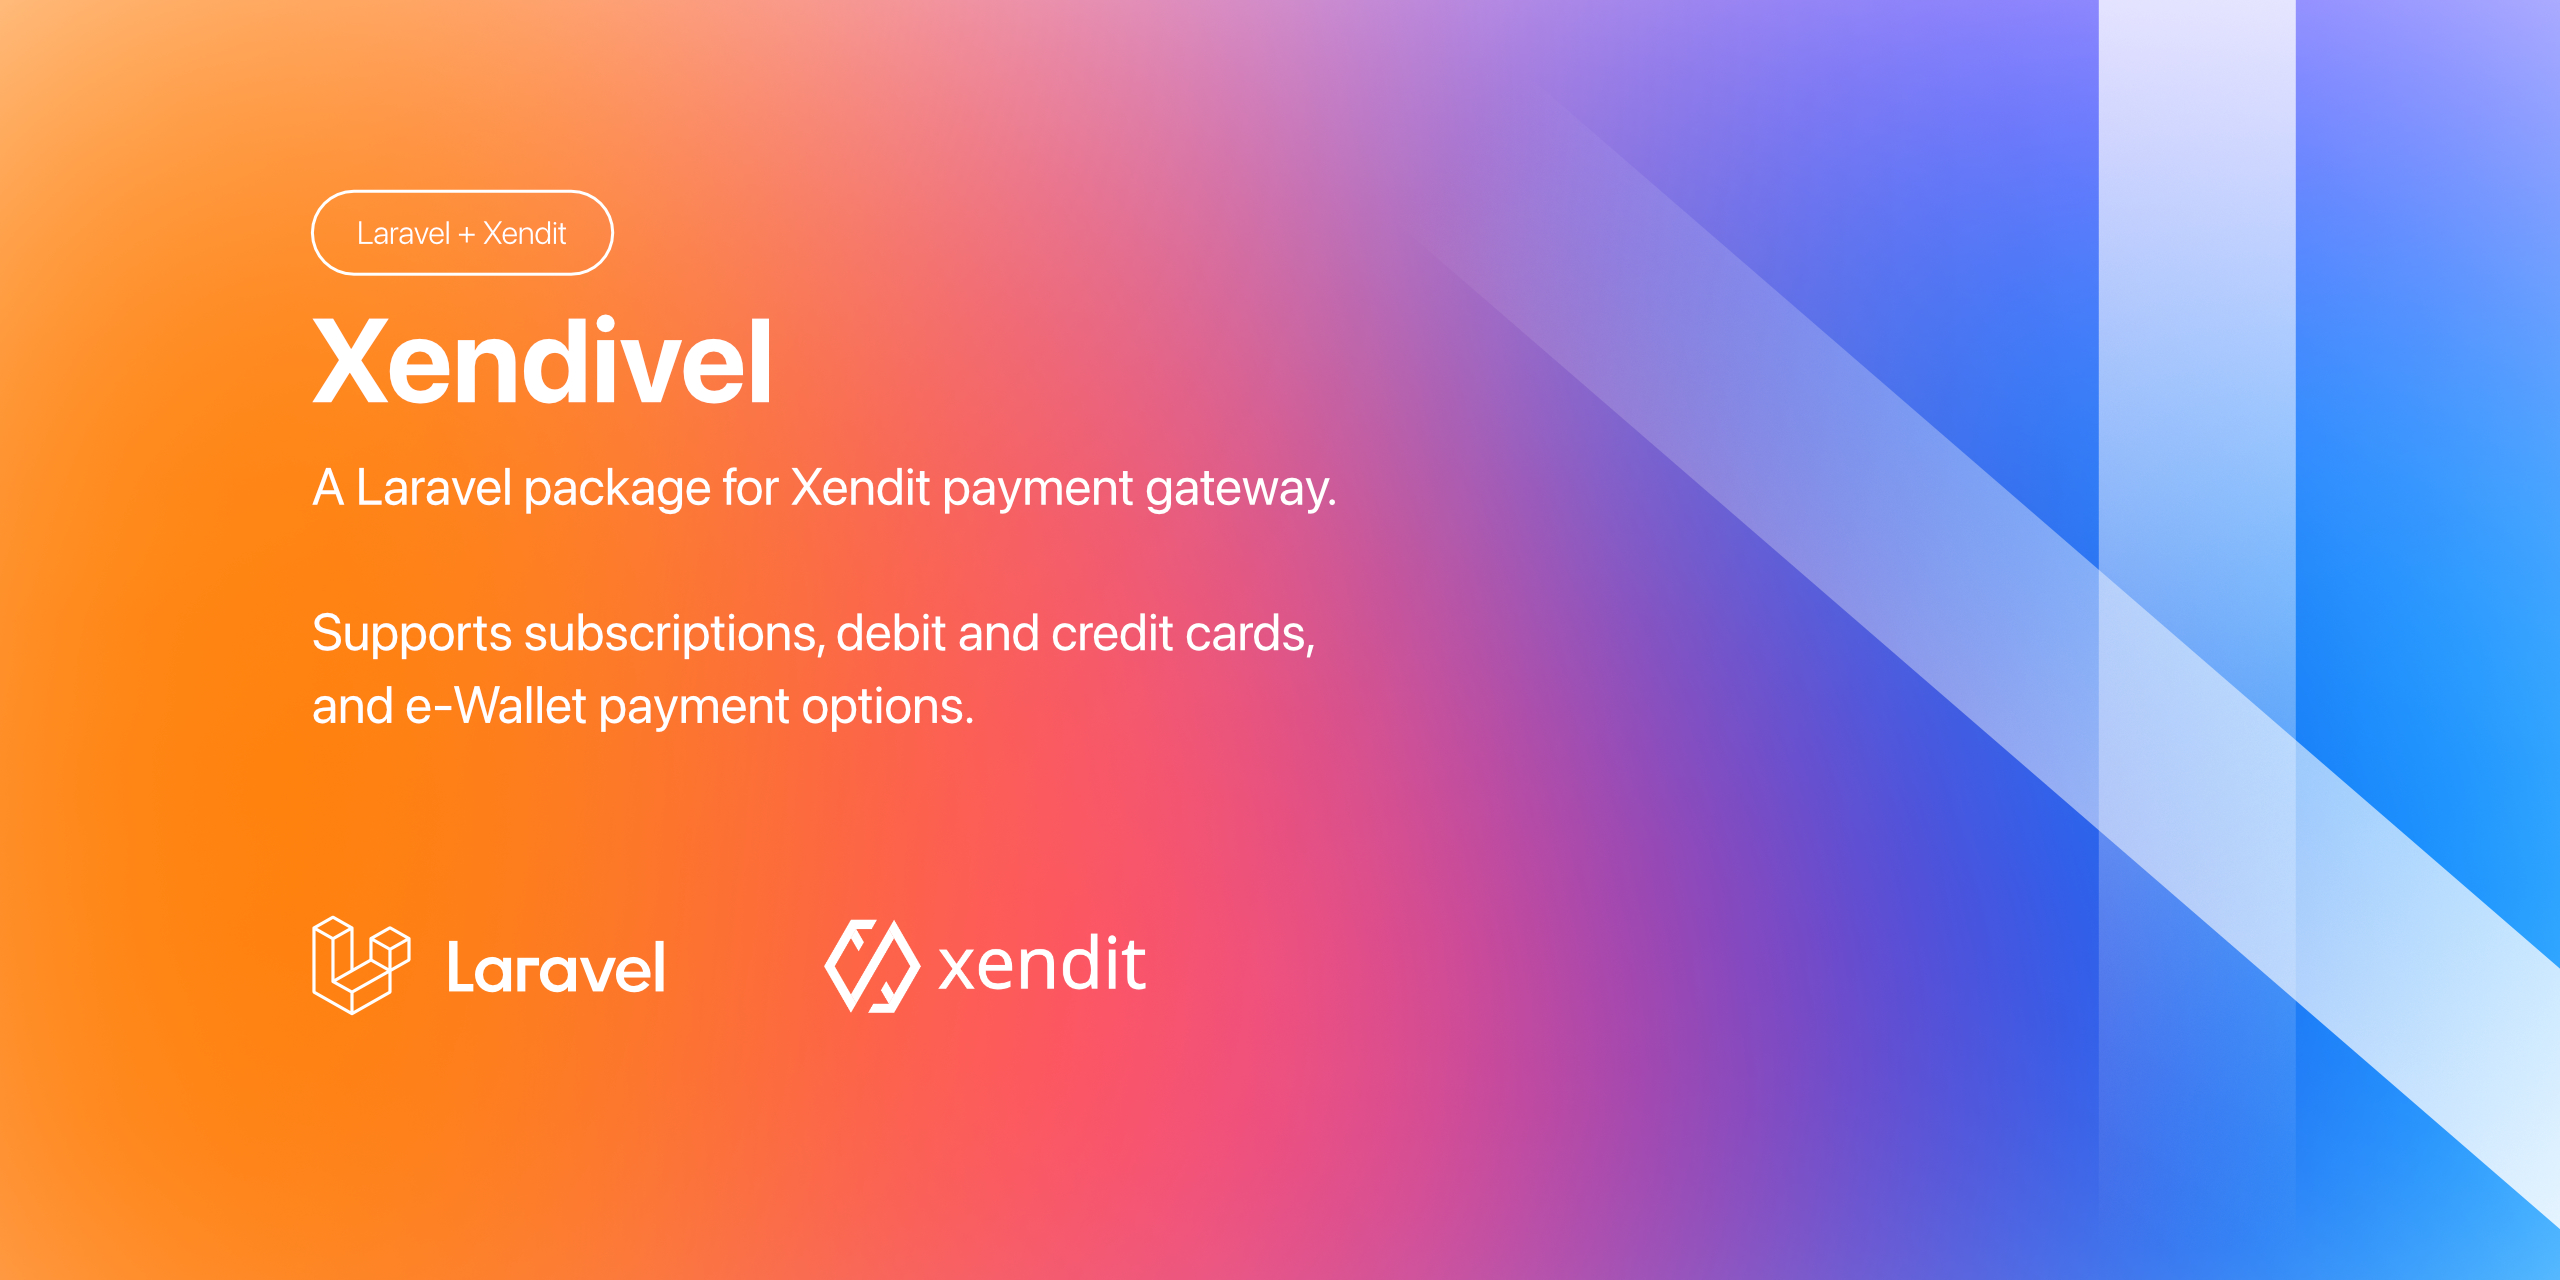 Laravel + Xendit
Xendivel
A Laravel package for Xendit payment gateway.
Supports subscriptions, debit and credit cards,
and e-Wallet payment options.
Laravel
xendit